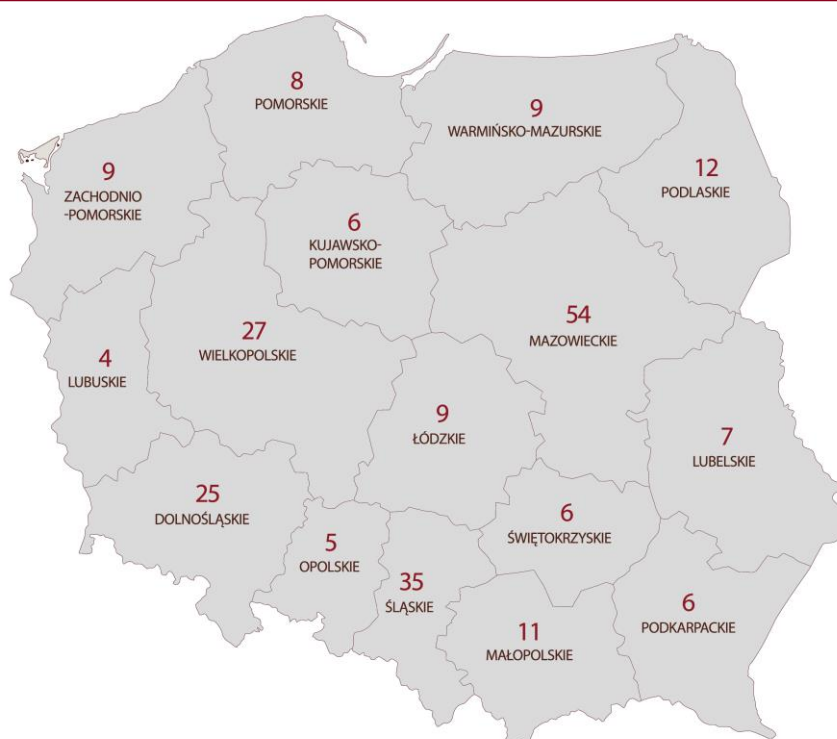 8
POMORSKIE
9
WARMIŃSKO-MAZURSKIE
9
ZACHODNIO
-POMORSKIE
12
PODLASKIE
6
KUJAWSKO-
POMORSKIE
54
MAZOWIECKIE
27
WIELKOPOLSKIE
4
LUBUSKIE
9
ŁÓDZKIE
7
LUBELSKIE
25
DOLNOŚLĄSKIE
6
ŚWIĘTOKRZYSKIE
5
OPOLSKIE
35
ŚLĄSKIE
6
PODKARPACKIE
11
MAŁOPOLSKIE